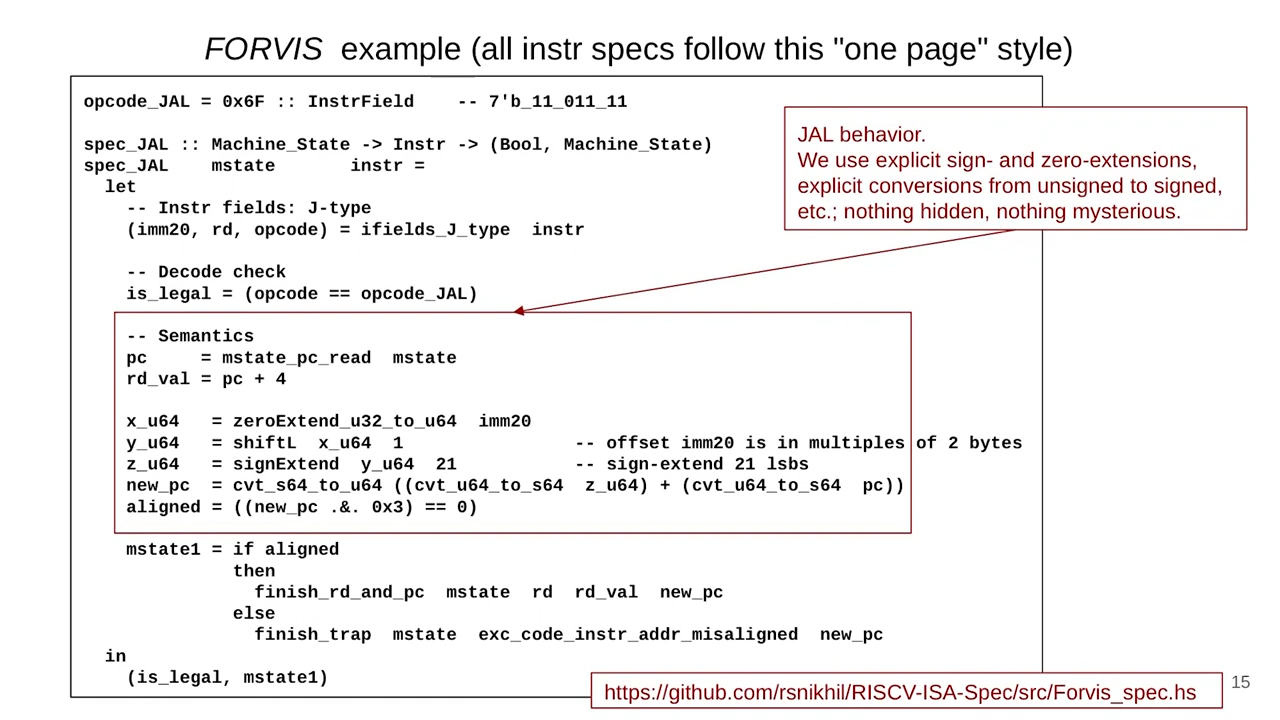 FORVIS example (all instr specs follow this "one page" style)
opcode_JAL = 0x6F :: InstrField    -- 7'b_11_011_11
spec_JAL :: Machine_State -> Instr -> (Bool, Machine_State)
spec_JAL    mstate       instr =
  let
    -- Instr fields: J-type
    (imm20, rd, opcode) = ifields_J_type  instr
    -- Decode check
    is_legal = (opcode == opcode_JAL)
    -- Semantics
    pc     = mstate_pc_read  mstate
    rd_val = pc + 4
    x_u64   = zeroExtend_u32_to_u64  imm20
    y_u64   = shiftL  x_u64  1                -- offset imm20 is in multiples of 2 bytes
    z_u64   = signExtend  y_u64  21           -- sign-extend 21 lsbs
    new_pc  = cvt_s64_to_u64 ((cvt_u64_to_s64  z_u64) + (cvt_u64_to_s64  pc))
    aligned = ((new_pc .&. 0x3) == 0)
    mstate1 = if aligned
              then
                finish_rd_and_pc  mstate  rd  rd_val  new_pc
              else
                finish_trap  mstate  exc_code_instr_addr_misaligned  new_pc
  in
    (is_legal, mstate1)
JAL behavior.
We use explicit sign- and zero-extensions,
explicit conversions from unsigned to signed,
etc.; nothing hidden, nothing mysterious.
https://github.com/rsnikhil/RISCV-ISA-Spec/src/Forvis_spec.hs
15